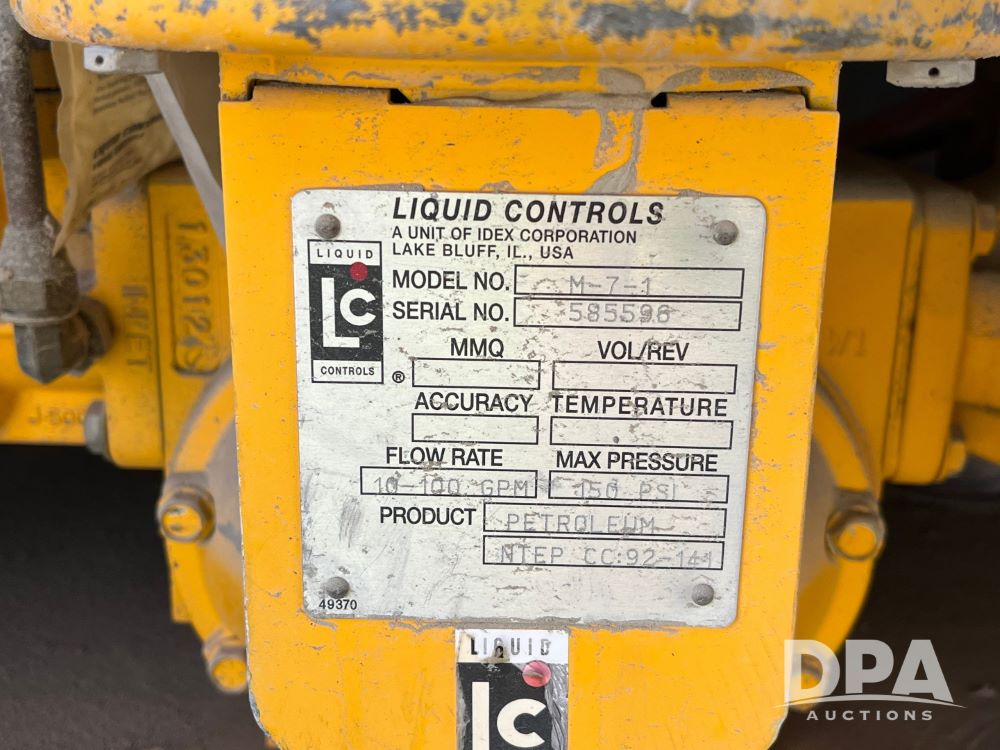 LIQUID CONTROLS
A UNIT OF IDEX CORPORATION
LAKE BLUFF, IL., USA
LIQUID
LC
CONTROLS
®
MODEL NO. M-7-1
SERIAL NO. 585596
MMQ VOL/REV
ACCURACY TEMPERATURE
FLOW RATE MAX PRESSURE
10-100 GPM 150 PSI
PRODUCT PETROLEUM
NTEP CC:92-141
49370
LIQUID
LC
INLET
DPA
AUCTIONS